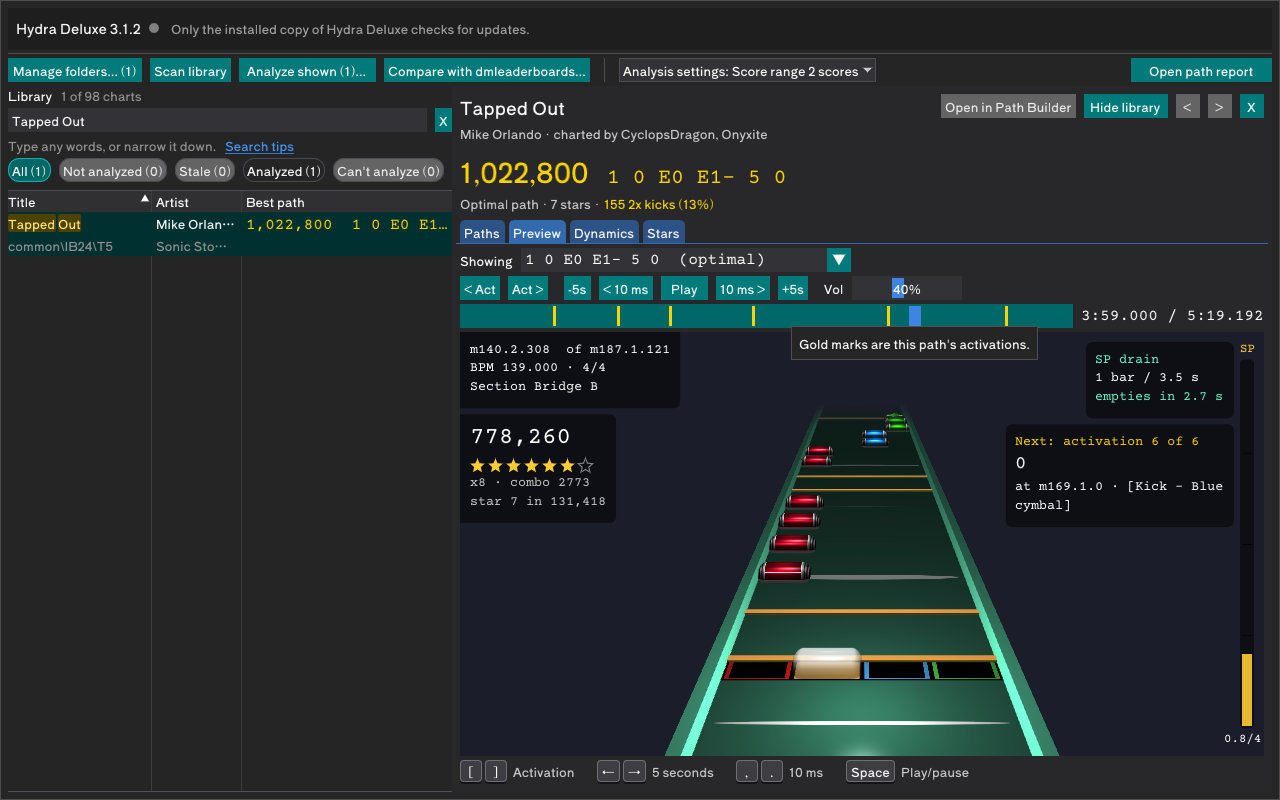 Hydra Deluxe 3.1.2 Only the installed copy of Hydra Deluxe checks for updates.
Manage folders... (1) Scan library Analyze shown (1)... Compare with dmleaderboards... Analysis settings: Score range 2 scores Open path report
Library 1 of 98 charts
Tapped Out X
Type any words, or narrow it down. Search tips
All (1) Not analyzed (0) Stale (0) Analyzed (1) Can't analyze (0)
Title Artist Best path
Tapped Out Mike Orlan··· 1,022,800 1 0 E0 E1…
common\IB24\T5 Sonic Sto···
Tapped Out Open in Path Builder Hide library < > X
Mike Orlando · charted by CyclopsDragon, Onyxite
1,022,800 1 0 E0 E1- 5 0
Optimal path · 7 stars · 155 2x kicks (13%)
Paths Preview Dynamics Stars
Showing 1 0 E0 E1- 5 0 (optimal)
< Act Act > -5s < 10 ms Play 10 ms > +5s Vol 40%
3:59.000 / 5:19.192
Gold marks are this path's activations.
m140.2.308 of m187.1.121
BPM 139.000 · 4/4
Section Bridge B
778,260
x8 · combo 2773
star 7 in 131,418
SP drain
1 bar / 3.5 s
empties in 2.7 s
SP
Next: activation 6 of 6
0
at m169.1.0 · [Kick - Blue
cymbal]
0.8/4
[ ] Activation ← → 5 seconds , . 10 ms Space Play/pause